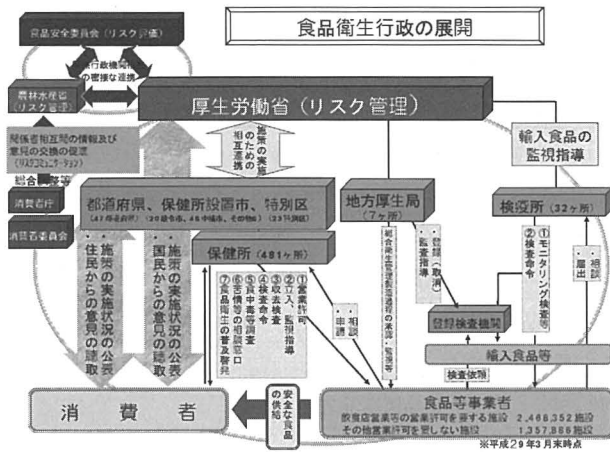 食品衛生行政の展開
食品安全委員会（リスク評価）
行政機関
の密接な連携
農林水産省
（リスク管理）
厚生労働省（リスク管理）
関係者相互間の情報及び
意見の交換の促進
（リスクコミュニケーション）
総合調整等
消費者庁
消費者委員会
施策の実施
のための
相互連携
輸入食品の
監視指導
都道府県、保健所設置市、特別区
(47都道府県)
(23特別区)
地方厚生局
(7ヶ所)
検疫所 (32ヶ所)
保健所 (481ヶ所)
・施策の実施状況の公表
・住民からの意見の聴取
・施策の実施状況の公表
・国民からの意見の聴取
①営業許可
②立入、監視指導
③収去検査
④検査命令
⑤食中毒等調査
⑥苦情等の相談窓口
⑦食品衛生の普及啓発
・相談
・申請
総合衛生管理製造過程の承認・監視等
・登録（取消）
・監査指導
①モニタリング検査等
②検査命令
・相談
・届出
登録検査機関
輸入食品等
検査依頼
消費者
安全な食品
の供給
食品等事業者
飲食店営業等の営業許可を要する施設 2,468,352施設
その他営業許可を要しない施設 1,357,886施設
※平成29年3月末時点